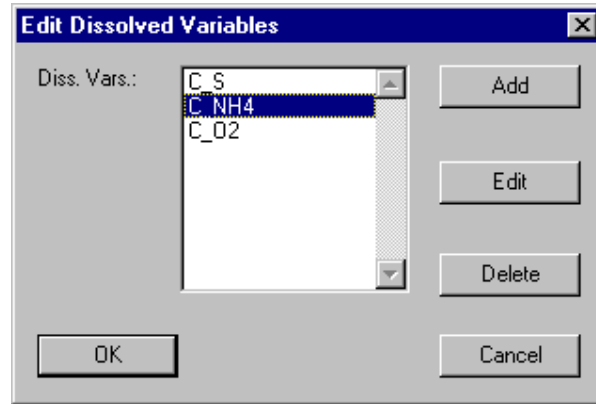 Edit Dissolved Variables
Diss. Vars.:
C_S
C_NH4
C_O2
Add
Edit
Delete
OK
Cancel